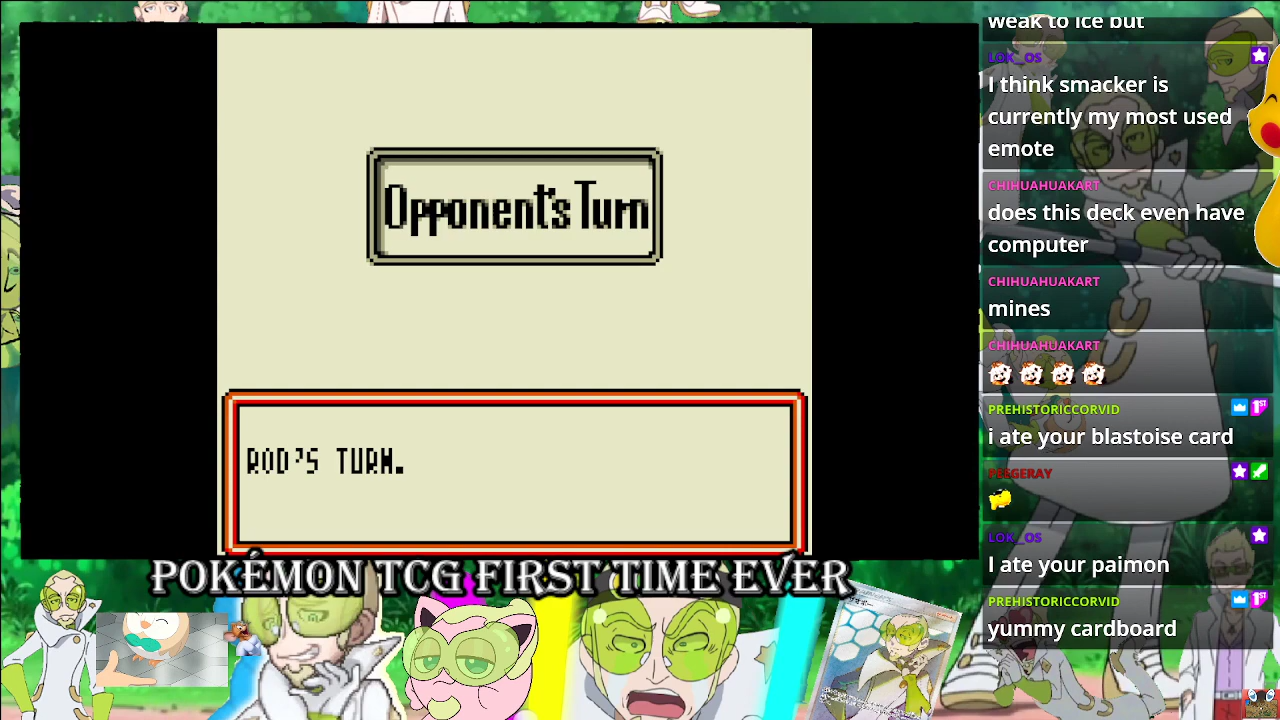 Opponent's Turn
ROD'S TURN.
POKÉMON TCG FIRST TIME EVER
weak to ice but
LOK_OS
I think smacker is
currently my most used
emote
CHIHUAHUAKART
does this deck even have
computer
CHIHUAHUAKART
mines
CHIHUAHUAKART
PREHISTORICCORVID
i ate your blastoise card
PEEGERAY
LOK_OS
I ate your paimon
PREHISTORICCORVID
yummy cardboard